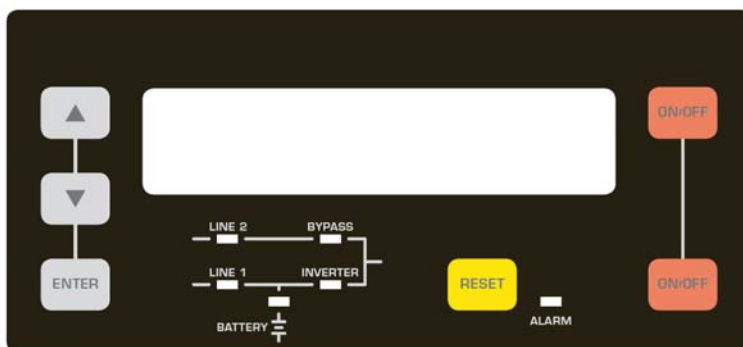 ON/OFF
LINE 2 BYPASS
ENTER LINE 1 INVERTER RESET ON/OFF
BATTERY ALARM